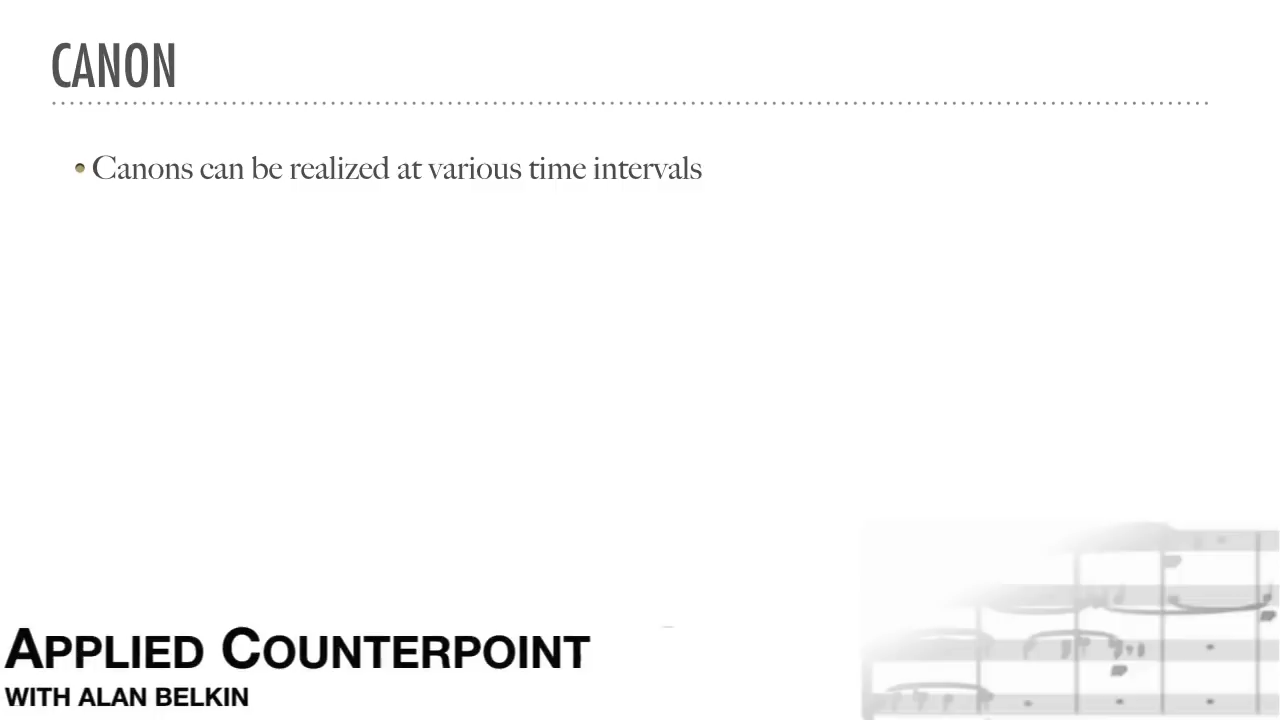 CANON
• Canons can be realized at various time intervals
APPLIED COUNTERPOINT
WITH ALAN BELKIN